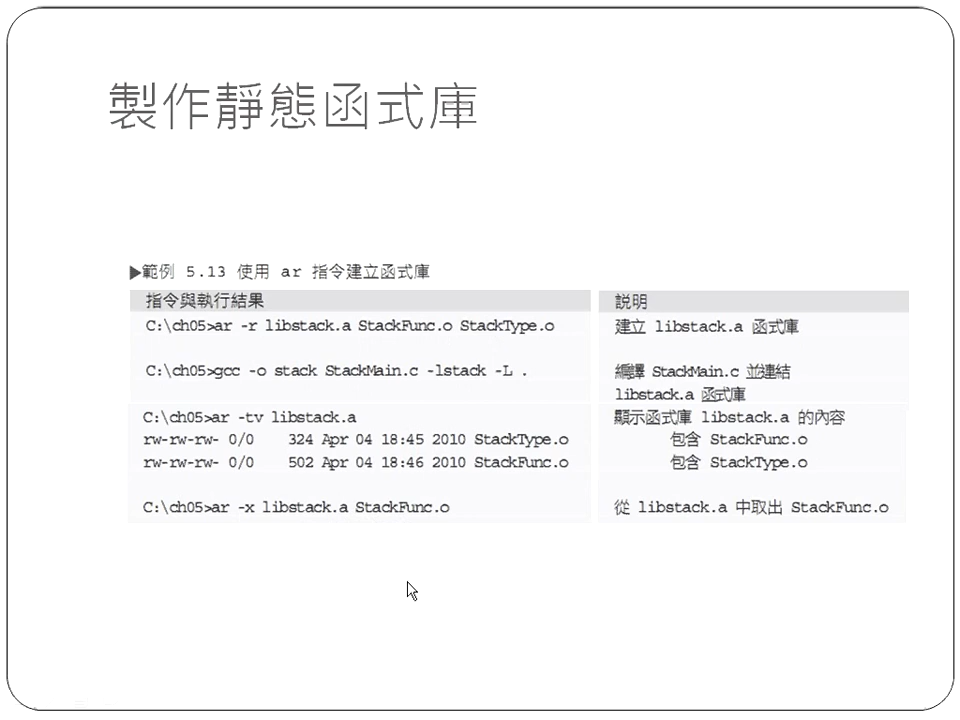 製作靜態函式庫
▶範例 5.13 使用 ar 指令建立函式庫
指令與執行結果 說明
C:\ch05>ar -r libstack.a StackFunc.o StackType.o 建立 libstack.a 函式庫
C:\ch05>gcc -o stack StackMain.c -lstack -L . 編譯 StackMain.c 並連結
libstack.a 函式庫
C:\ch05>ar -tv libstack.a 顯示函式庫 libstack.a 的內容
rw-rw-rw- 0/0 324 Apr 04 18:45 2010 StackType.o 包含 StackFunc.o
rw-rw-rw- 0/0 502 Apr 04 18:46 2010 StackFunc.o 包含 StackType.o
C:\ch05>ar -x libstack.a StackFunc.o 從 libstack.a 中取出 StackFunc.o